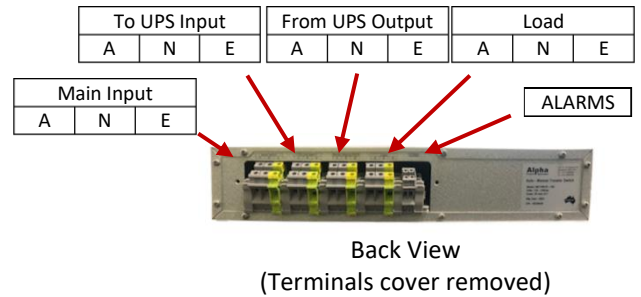 To UPS Input
A N E
From UPS Output
A N E
Load
A N E
Main Input
A N E
ALARMS
Alpha
Back View
(Terminals cover removed)